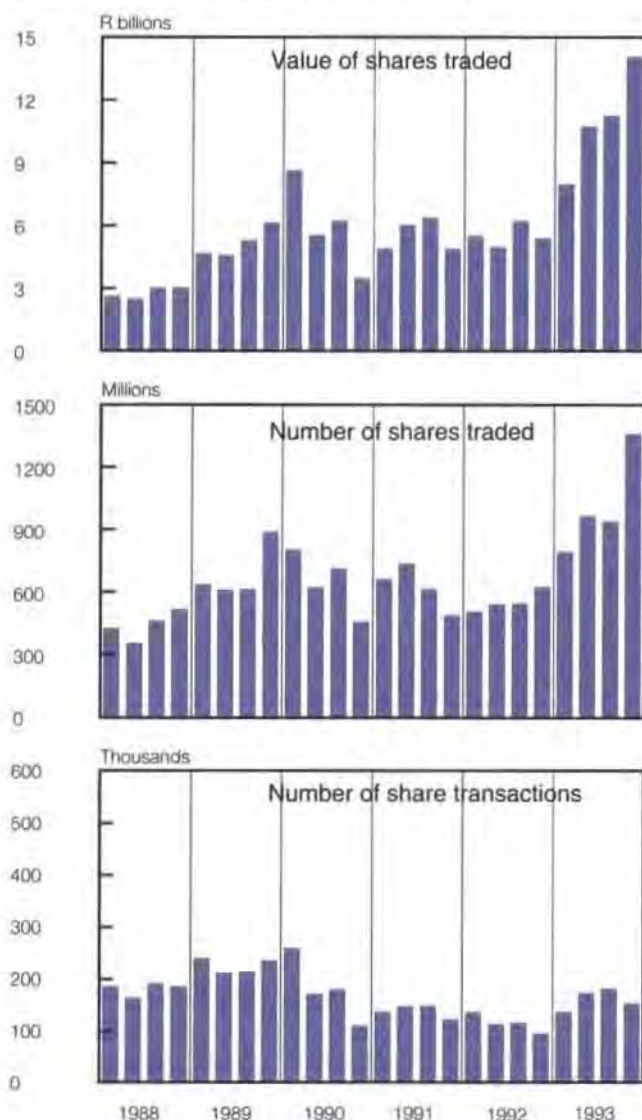 R billions
Value of shares traded
15
12
9
6
3
0
Millions
Number of shares traded
1500
1200
900
600
300
0
Thousands
Number of share transactions
600
500
400
300
200
100
0
1988 1989 1990 1991 1992 1993